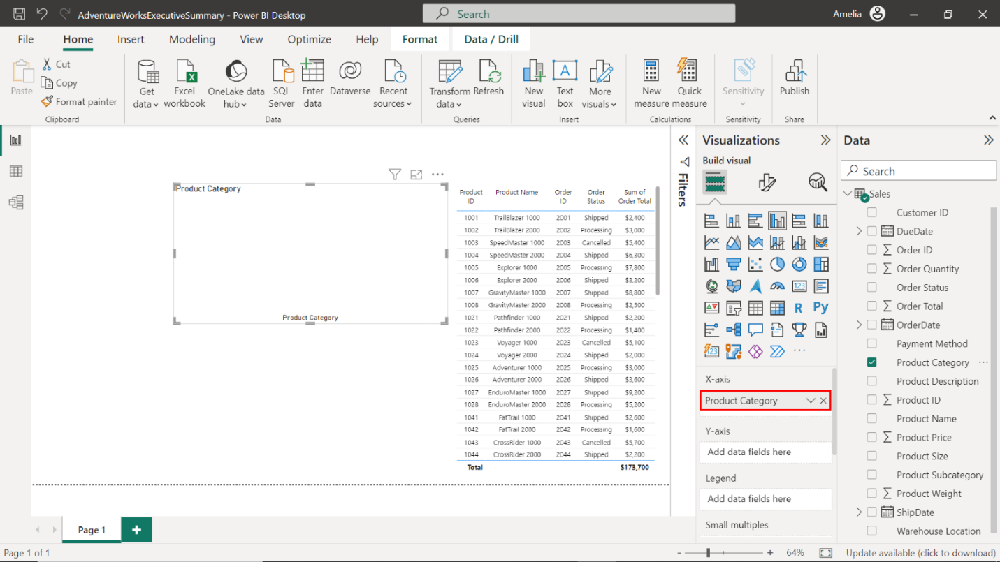 AdventureWorksExecutiveSummary - Power BI Desktop
Search
Amelia
File Home Insert Modeling View Optimize Help Format Data / Drill
Paste
Cut
Copy
Format painter
Clipboard
Get data
Excel workbook
OneLake data hub
SQL Server
Enter data
Dataverse
Recent sources
Data
Transform data
Refresh
Queries
New visual
Text box
More visuals
Insert
New measure
Quick measure
Calculations
Sensitivity
Sensitivity
Publish
Share
Product Category
Product Category
Product ID Product Name Order ID Order Status Sum of Order Total
1001 TrailBlazer 1000 2001 Shipped $2,400
1002 TrailBlazer 2000 2002 Processing $3,000
1003 SpeedMaster 1000 2003 Cancelled $5,400
1004 SpeedMaster 2000 2004 Shipped $6,300
1005 Explorer 1000 2005 Processing $7,800
1006 Explorer 2000 2006 Shipped $3,200
1007 GravityMaster 1000 2007 Shipped $8,800
1008 GravityMaster 2000 2008 Processing $2,500
1021 Pathfinder 1000 2021 Shipped $2,200
1022 Pathfinder 2000 2022 Processing $1,400
1023 Voyager 1000 2023 Cancelled $5,100
1024 Voyager 2000 2024 Shipped $2,000
1025 Adventurer 1000 2025 Processing $3,000
1026 Adventurer 2000 2026 Shipped $3,600
1027 EnduroMaster 1000 2027 Shipped $9,200
1028 EnduroMaster 2000 2028 Processing $5,200
1041 FatTrail 1000 2041 Shipped $2,600
1042 FatTrail 2000 2042 Processing $1,600
1043 CrossRider 1000 2043 Cancelled $5,700
1044 CrossRider 2000 2044 Shipped $2,200
Total $173,700
Filters
Visualizations
Build visual
123
R
Py
123
X-axis
Product Category
Y-axis
Add data fields here
Legend
Add data fields here
Small multiples
Data
Search
Sales
Customer ID
DueDate
Order ID
Order Quantity
Order Status
Order Total
OrderDate
Payment Method
Product Category
Product Description
Product ID
Product Name
Product Price
Product Size
Product Subcategory
Product Weight
ShipDate
Warehouse Location
Page 1
Page 1 of 1
64%
Update available (click to download)